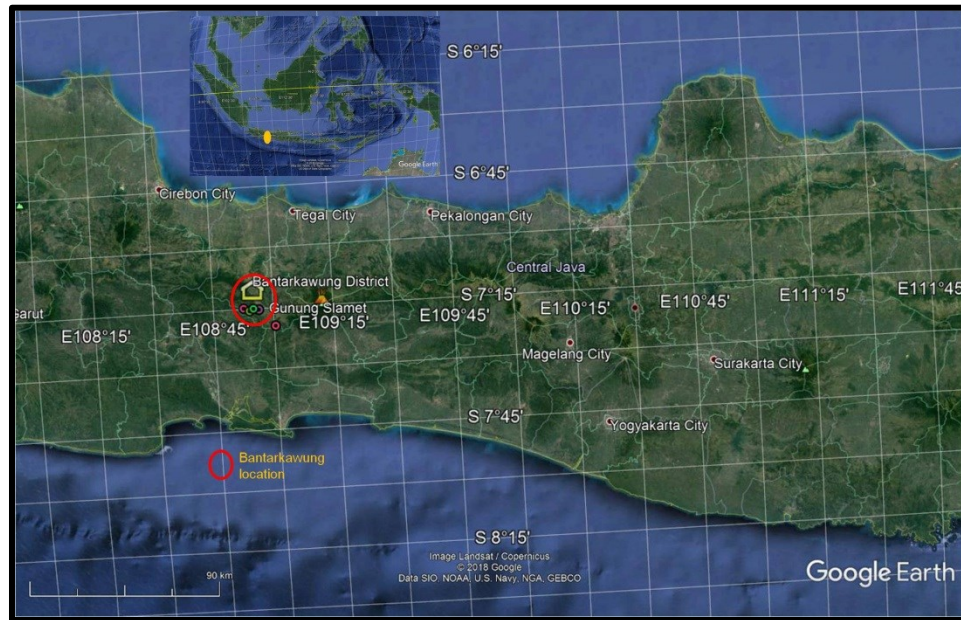 S 6°15'
Google Earth
S 6°45'
Cirebon City
Tegal City
Pekalongan City
Central Java
Bantarkawung District
S 7°15'
E110°15'
E110°45'
E111°15'
E111°45'
Gunung Slamet
E109°45'
E109°15'
E108°45'
E108°15'
Garut
Magelang City
Surakarta City
S 7°45'
Yogyakarta City
Bantarkawung
location
S 8°15'
Image Landsat / Copernicus
© 2018 Google
Data SIO, NOAA, U.S. Navy, NGA, GEBCO
90 km
Google Earth